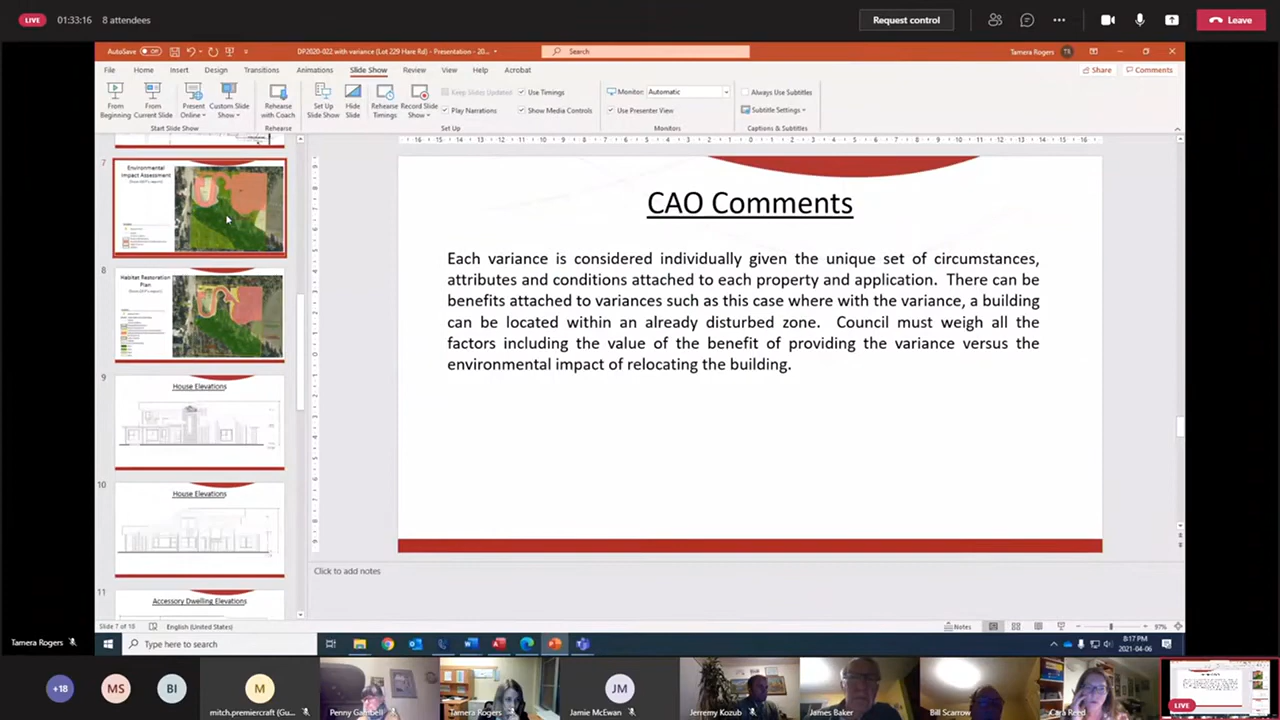 LIVE 01:33:16 8 attendees Request control Leave
AutoSave Off DP2020-022 with variance (Lot 229 Hare Rd) - Presentation - 20... Search Tamera Rogers TR
File Home Insert Design Transitions Animations Slide Show Review View Help Acrobat Share Comments
From Beginning From Current Slide Present Online Custom Slide Show Rehearse with Coach Set Up Slide Show Hide Slide Rehearse Timings Record Slide Show
Keep Slides Updated Use Timings Monitor: Automatic Always Use Subtitles
Play Narrations Show Media Controls Use Presenter View Subtitle Settings
Start Slide Show Rehearse Set Up Monitors Captions & Subtitles
7
Environmental
Impact Assessment
8
Habitat Restoration
Plan
9
House Elevations
10
House Elevations
11
Accessory Dwelling Elevations
CAO Comments
Each variance is considered individually given the unique set of circumstances,
attributes and conditions attached to each property and application. There can be
benefits attached to variances such as this case where with the variance, a building
can be located within an already disturbed zone. Council must weigh all the
factors including the value of the benefit of providing the variance versus the
environmental impact of relocating the building.
Click to add notes
Slide 7 of 18 English (United States) Notes 97%
Tamera Rogers
Type here to search
8:17 PM
2021-04-06
+18 MS BI M JM
mitch.premiercraft (Gu... Penny Gambell Tamera Rogers Jamie McEwan Jerremy Kozub James Baker Bill Scarrow Cara Reed LIVE